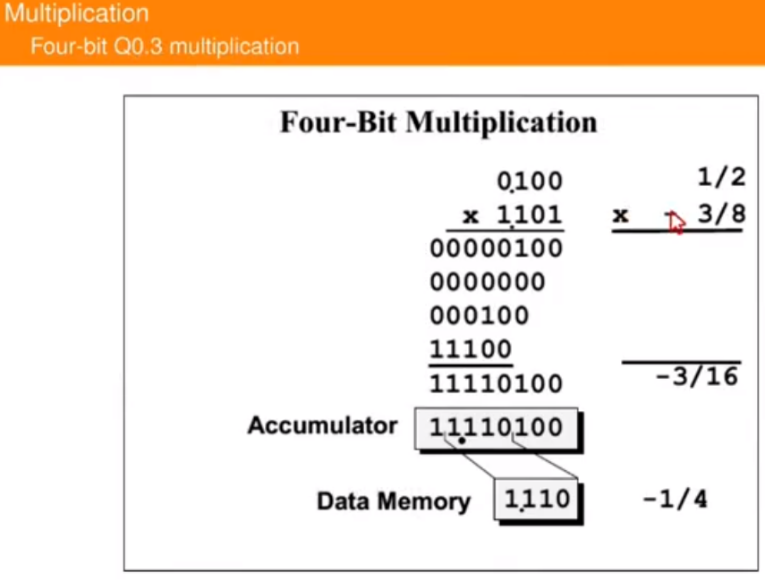 Multiplication
Four-bit Q0.3 multiplication
Four-Bit Multiplication
0.100 1/2
x 1.101 x - 3/8
00000100
0000000
000100
11100
11110100 -3/16
Accumulator 11.110100
Data Memory 1.110 -1/4